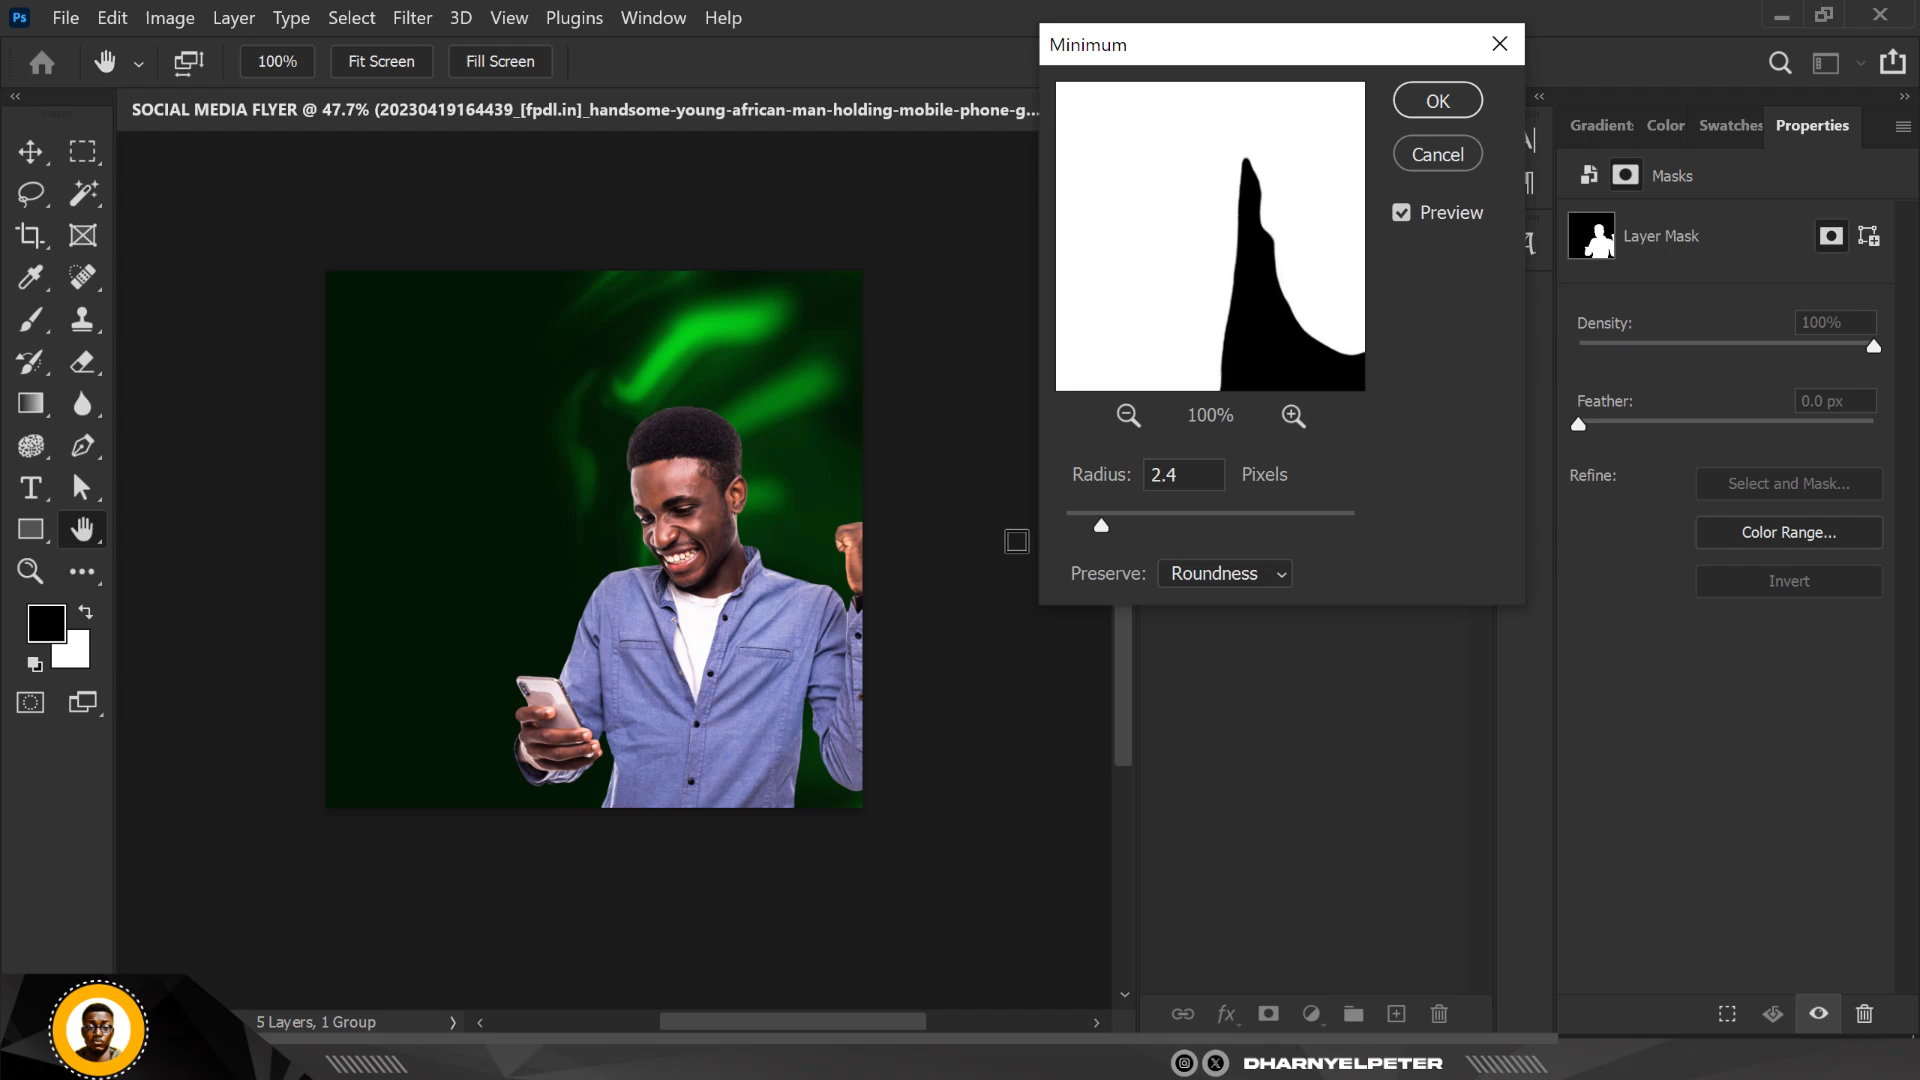 Ps File Edit Image Layer Type Select Filter 3D View Plugins Window Help
100% Fit Screen Fill Screen
SOCIAL MEDIA FLYER @ 47.7% (20230419164439_[fpdl.in]_handsome-young-african-man-holding-mobile-phone-g...
Minimum
OK
Cancel
Preview
100%
Radius: 2.4 Pixels
Preserve: Roundness
Gradient Color Swatches Properties
Masks
Layer Mask
Density: 100%
Feather: 0.0 px
Refine: Select and Mask...
Color Range...
Invert
5 Layers, 1 Group
fx
DHARNYELPETER